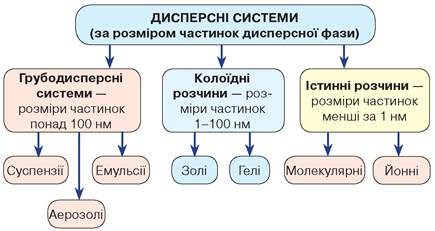 ДИСПЕРСНІ СИСТЕМИ
(за розміром частинок дисперсної фази)
Грубодисперсні
системи —
розміри частинок
понад 100 нм
Колоїдні
розчини — роз-
міри частинок
1–100 нм
Істинні розчини —
розміри частинок
менші за 1 нм
Суспензії
Аерозолі
Емульсії
Золі
Гелі
Молекулярні
Йонні